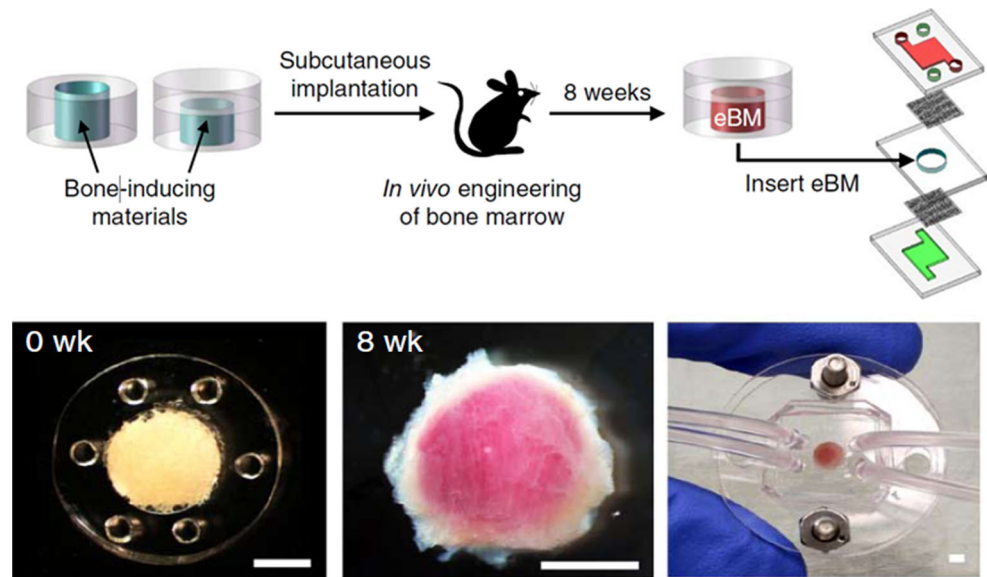 Subcutaneous
implantation
8 weeks
eBM
Bone-inducing
materials
In vivo engineering
of bone marrow
Insert eBM
0 wk
8 wk